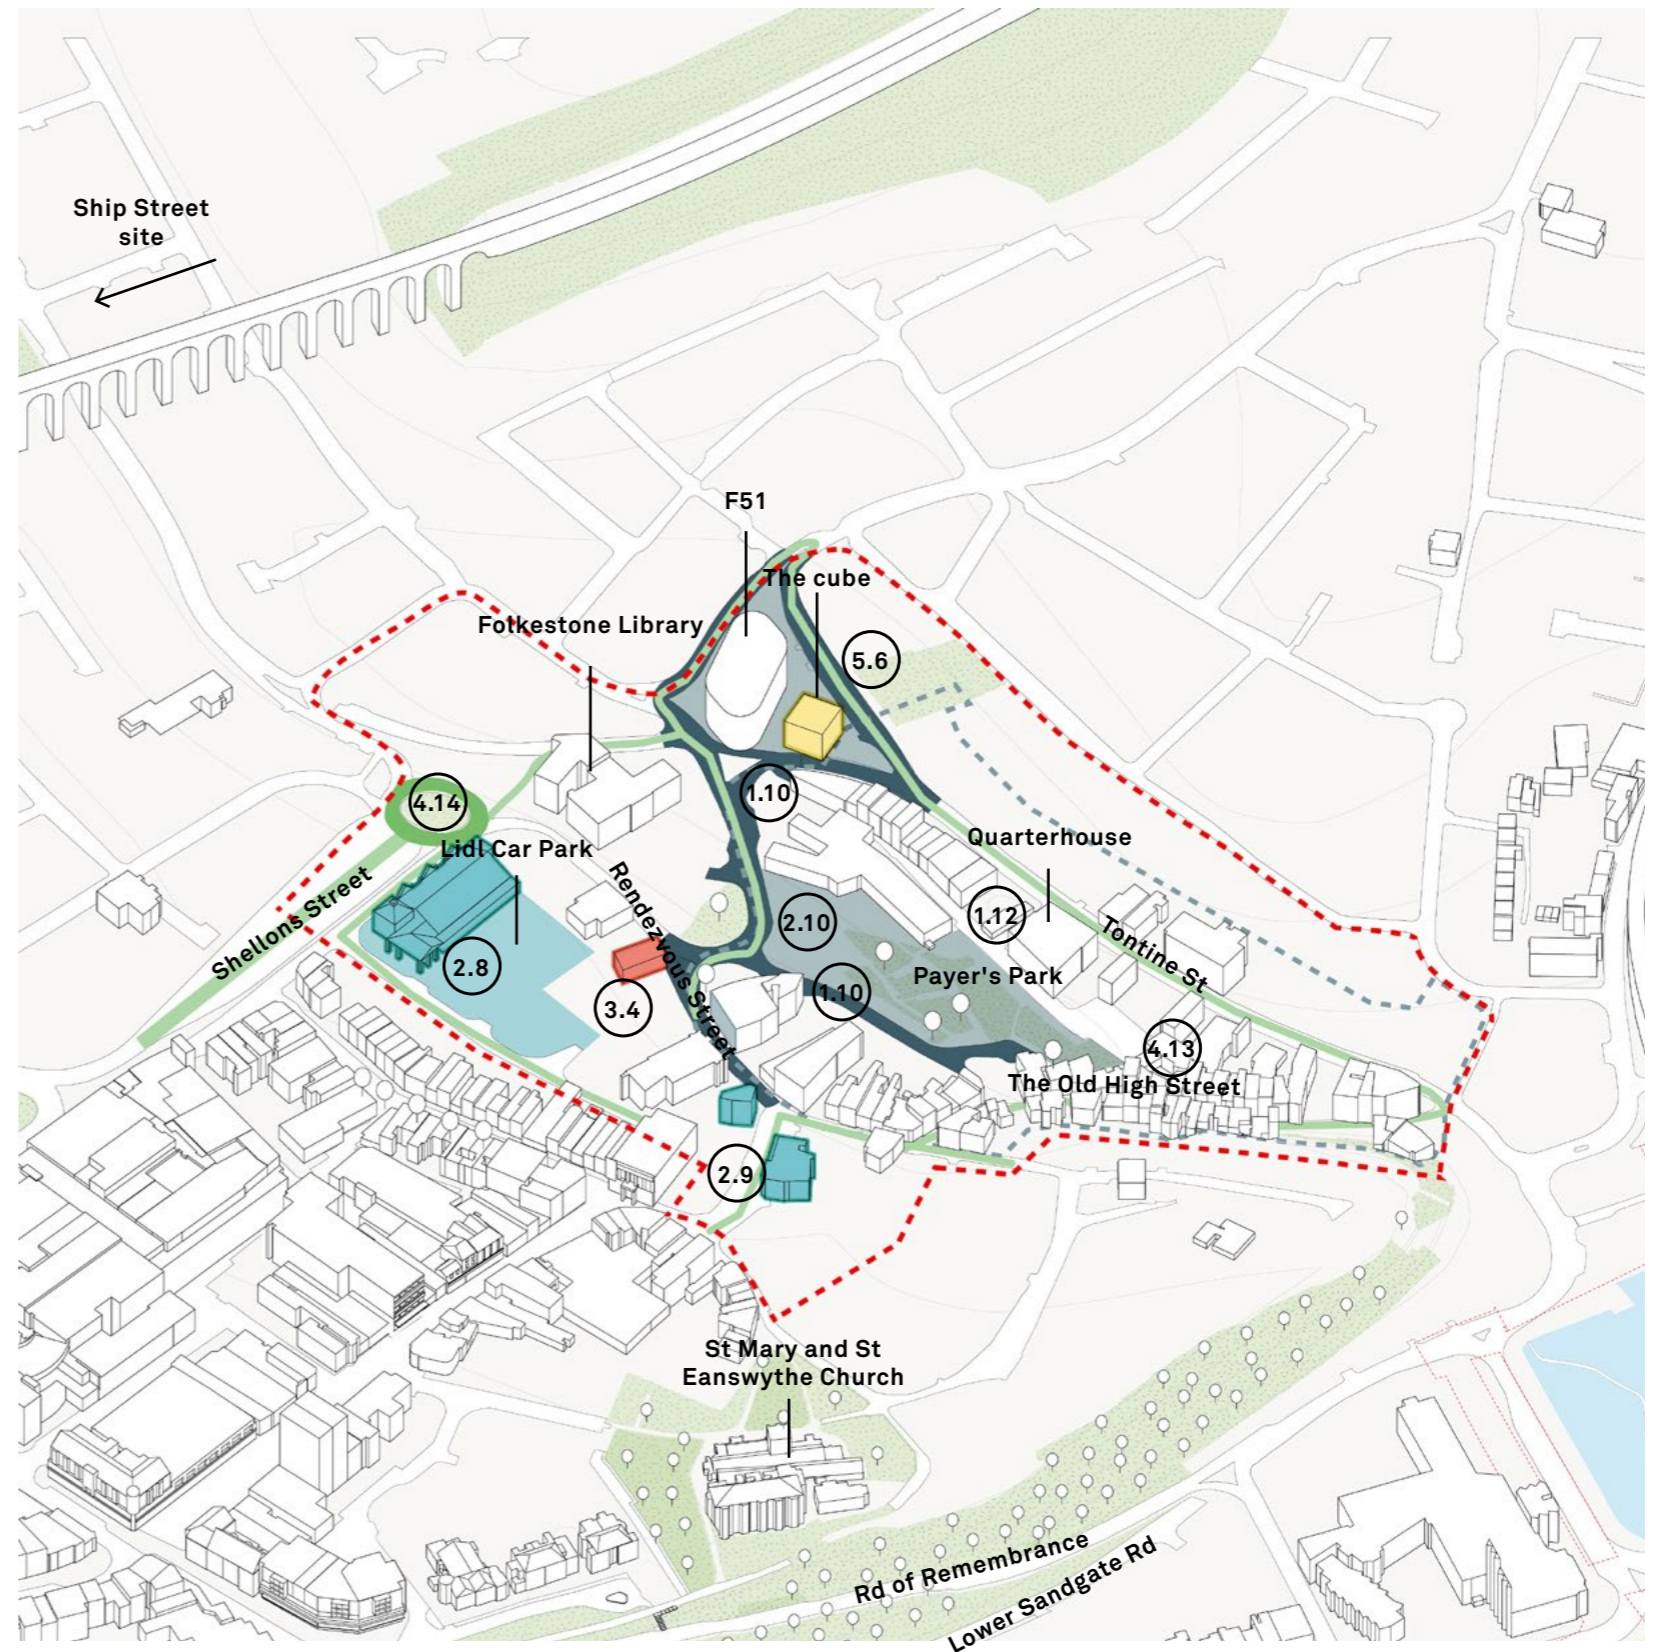 Ship Street
site
F51
The cube
Folkestone Library
5.6
1.10
4.14
Quarterhouse
Lidl Car Park
Rendezvous Street
Shellons Street
1.12
2.10
Tontine St
2.8
Payer's Park
1.10
3.4
4.13
The Old High Street
2.9
St Mary and St
Eanswythe Church
Rd of Remembrance
Lower Sandgate Rd